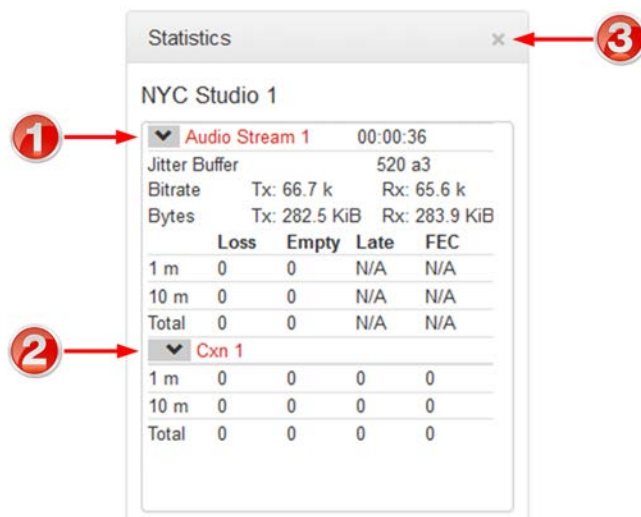 Statistics ×
3
NYC Studio 1
1
Audio Stream 1 00:00:36
Jitter Buffer 520 a3
Bitrate Tx: 66.7 k Rx: 65.6 k
Bytes Tx: 282.5 KiB Rx: 283.9 KiB
Loss Empty Late FEC
1 m 0 0 N/A N/A
10 m 0 0 N/A N/A
Total 0 0 N/A N/A
2
Cxn 1
1 m 0 0 0 0
10 m 0 0 0 0
Total 0 0 0 0